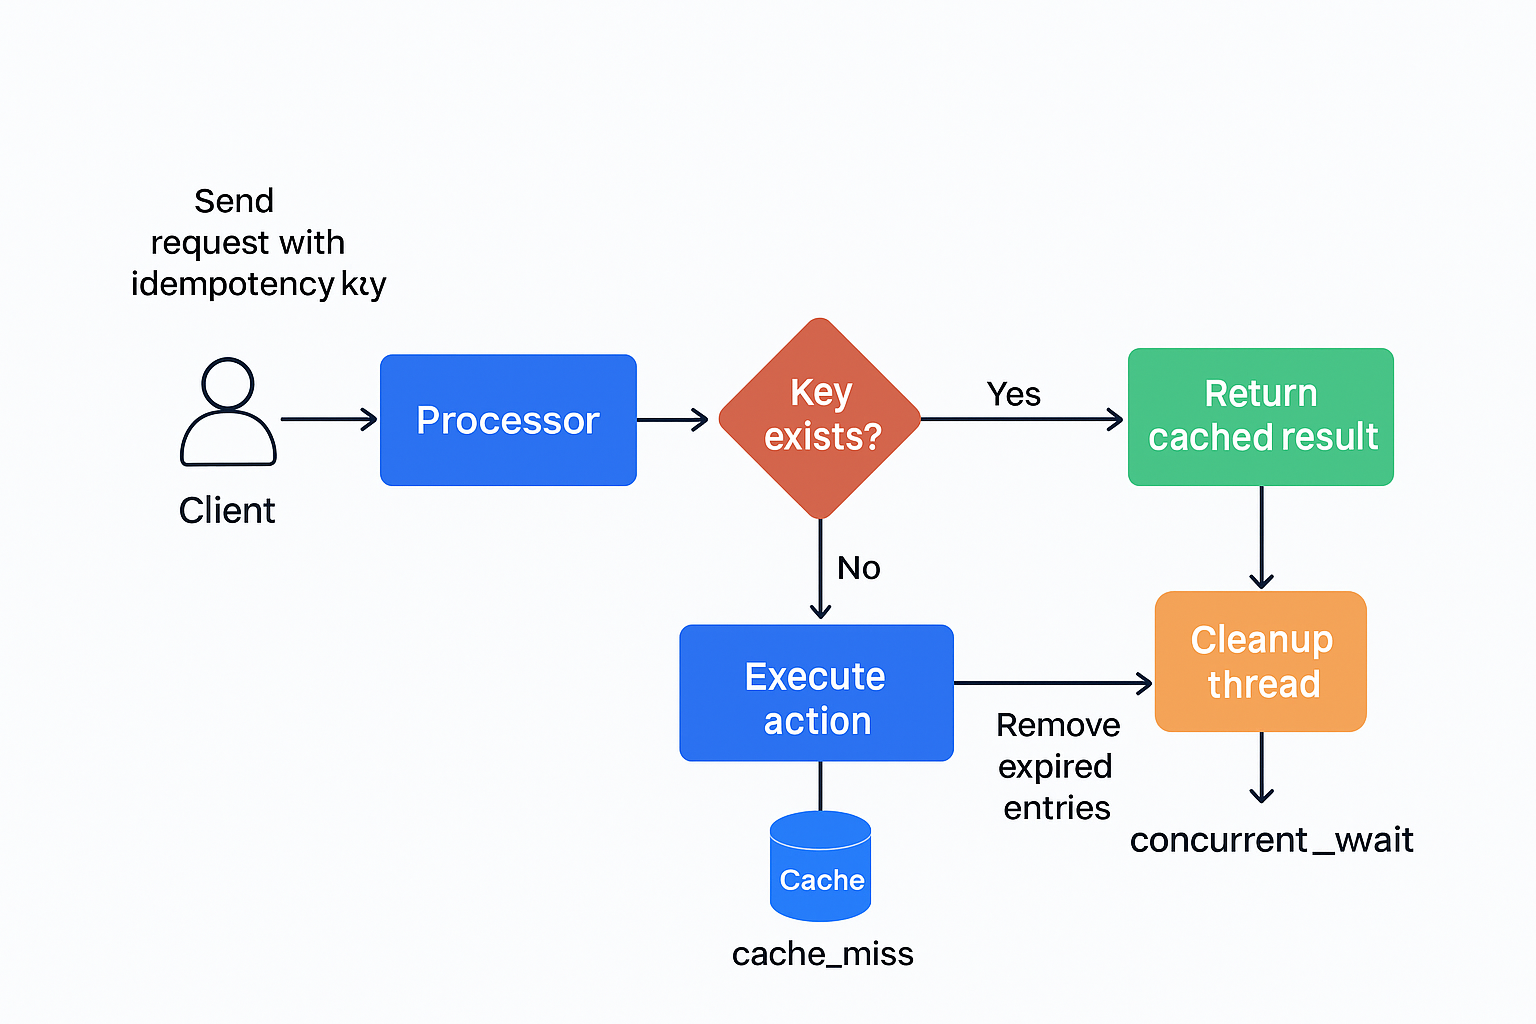 Send
request with
idempotency kɩy
Client
Processor
Key
exists?
Yes
Return
cached result
No
Execute
action
Remove
expired
entries
Cleanup
thread
concurrent_wait
Cache
cache_miss